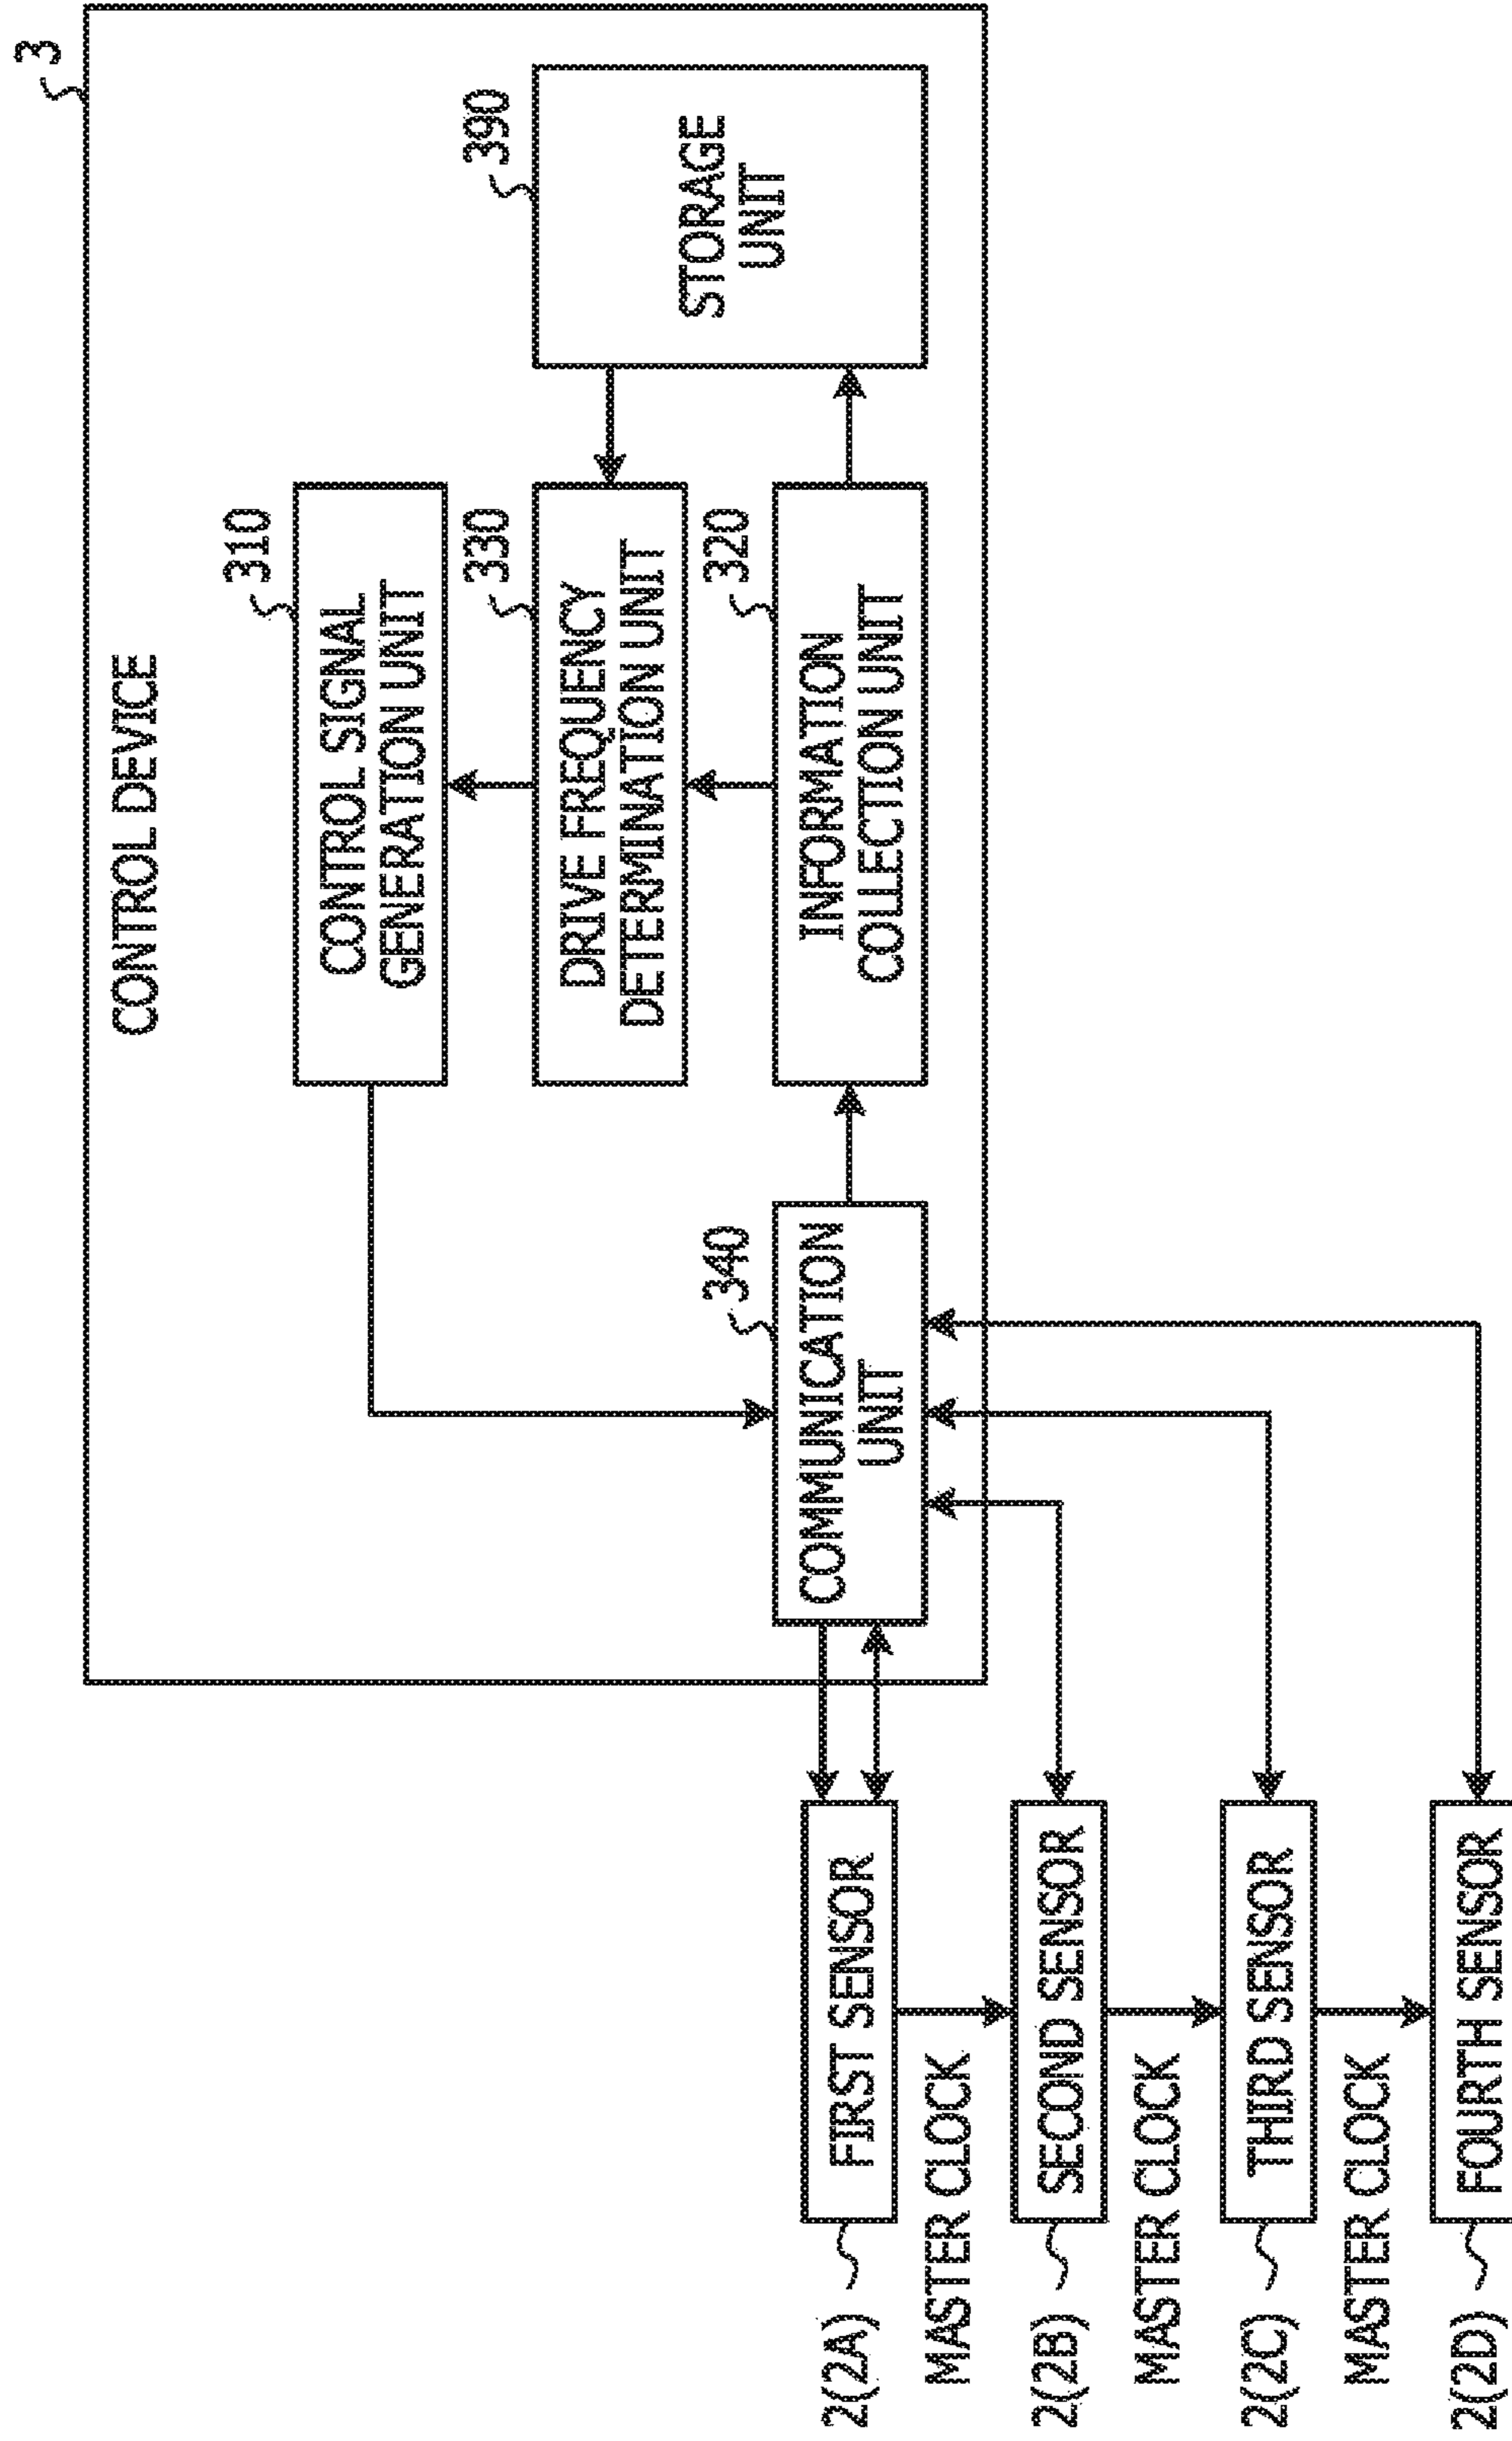 3
CONTROL DEVICE
310
CONTROL SIGNAL
GENERATION UNIT
330
390
DRIVE FREQUENCY
DETERMINATION UNIT
STORAGE
UNIT
340
320
2(2A)
FIRST SENSOR
COMMUNICATION
UNIT
INFORMATION
COLLECTION UNIT
MASTER CLOCK
2(2B)
SECOND SENSOR
MASTER CLOCK
2(2C)
THIRD SENSOR
MASTER CLOCK
2(2D)
FOURTH SENSOR